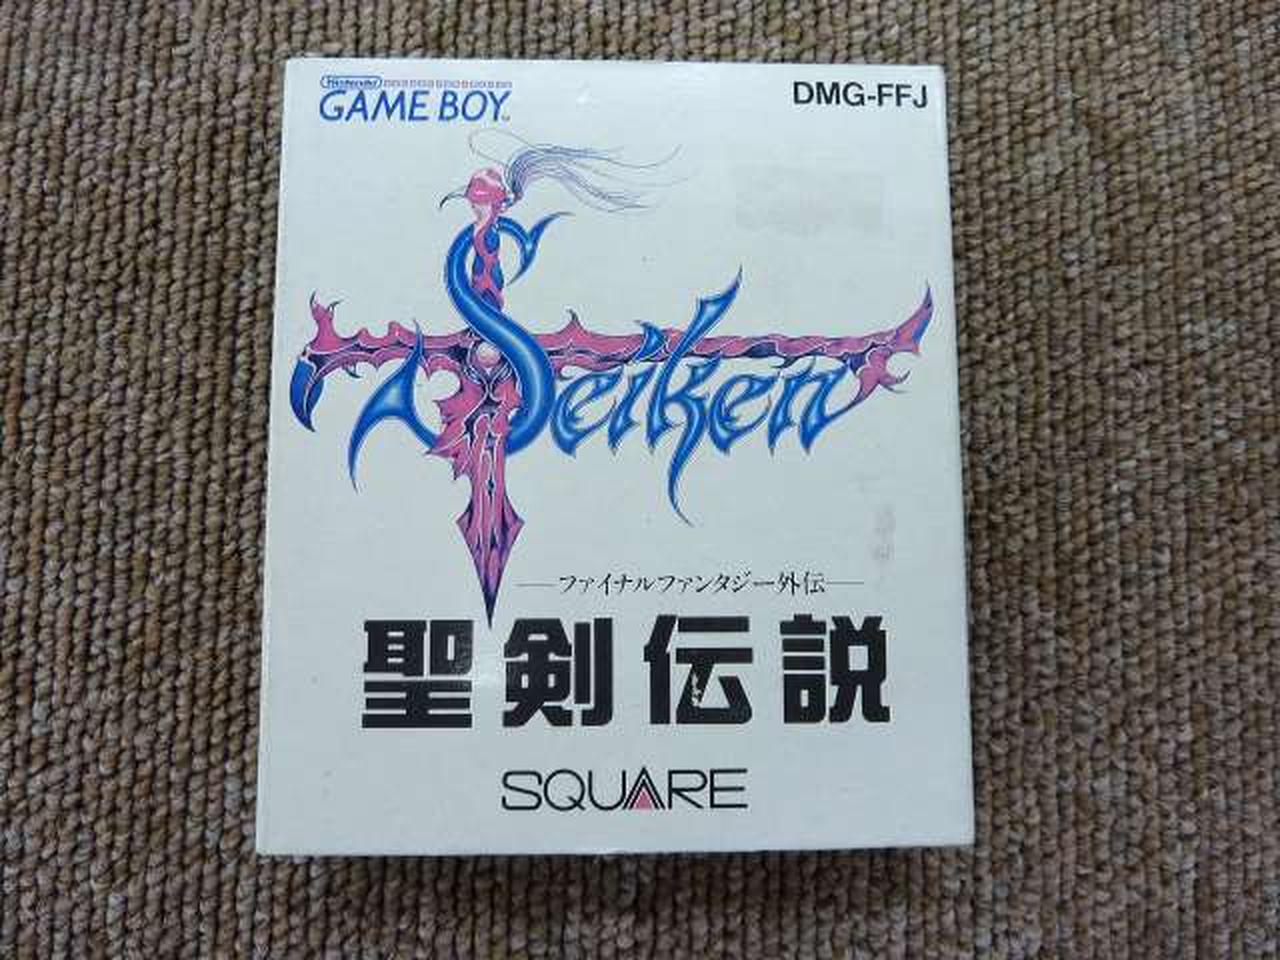 Nintendo
GAME BOY
DMG-FFJ
Seiken
ファイナルファンタジー外伝
聖剣伝説
SQUARE